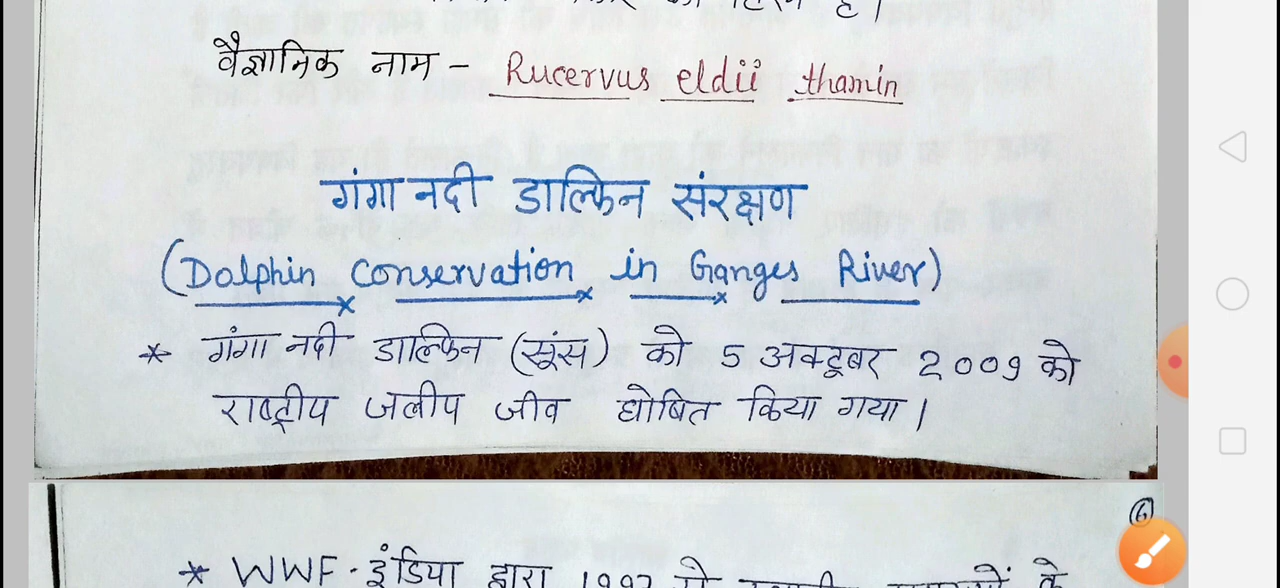 वैज्ञानिक नाम - Rucervus eldii thamin
गंगा नदी डाल्फिन संरक्षण
(Dolphin Conservation in Ganges River)
* गंगा नदी डाल्फिन (सूंस) को 5 अक्टूबर 2009 को
राष्ट्रीय जलीय जीव घोषित किया गया।
6
* WWF-इंडिया द्वारा